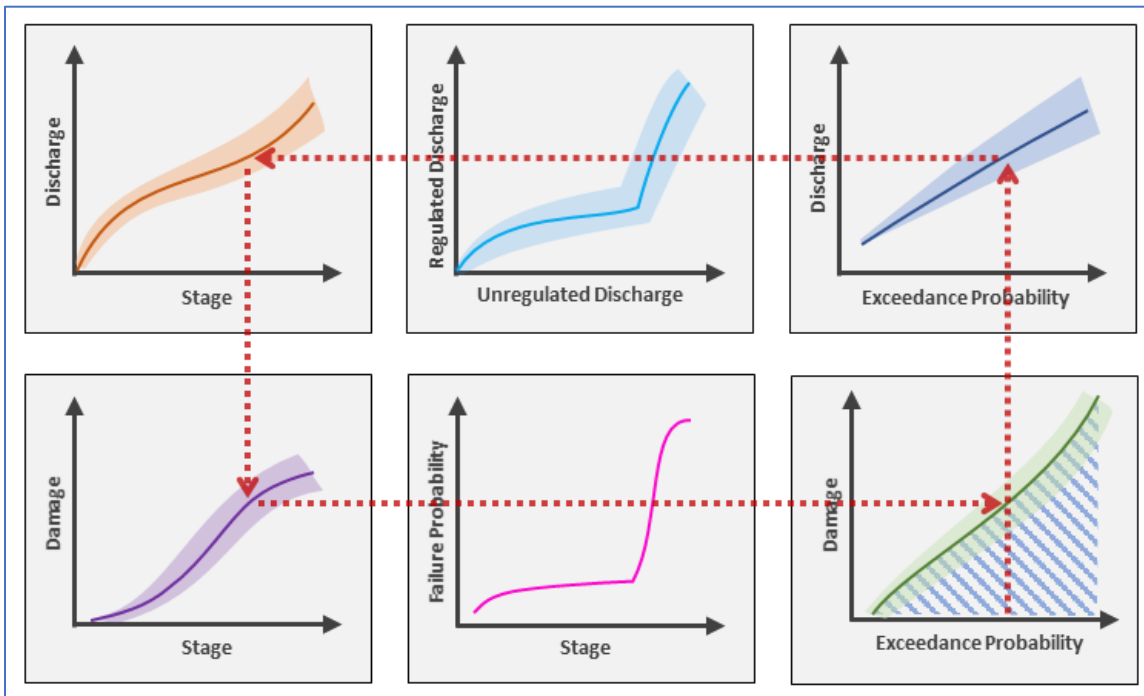 Discharge
Stage
Regulated Discharge
Unregulated Discharge
Discharge
Exceedance Probability
Damage
Stage
Failure Probability
Stage
Damage
Exceedance Probability